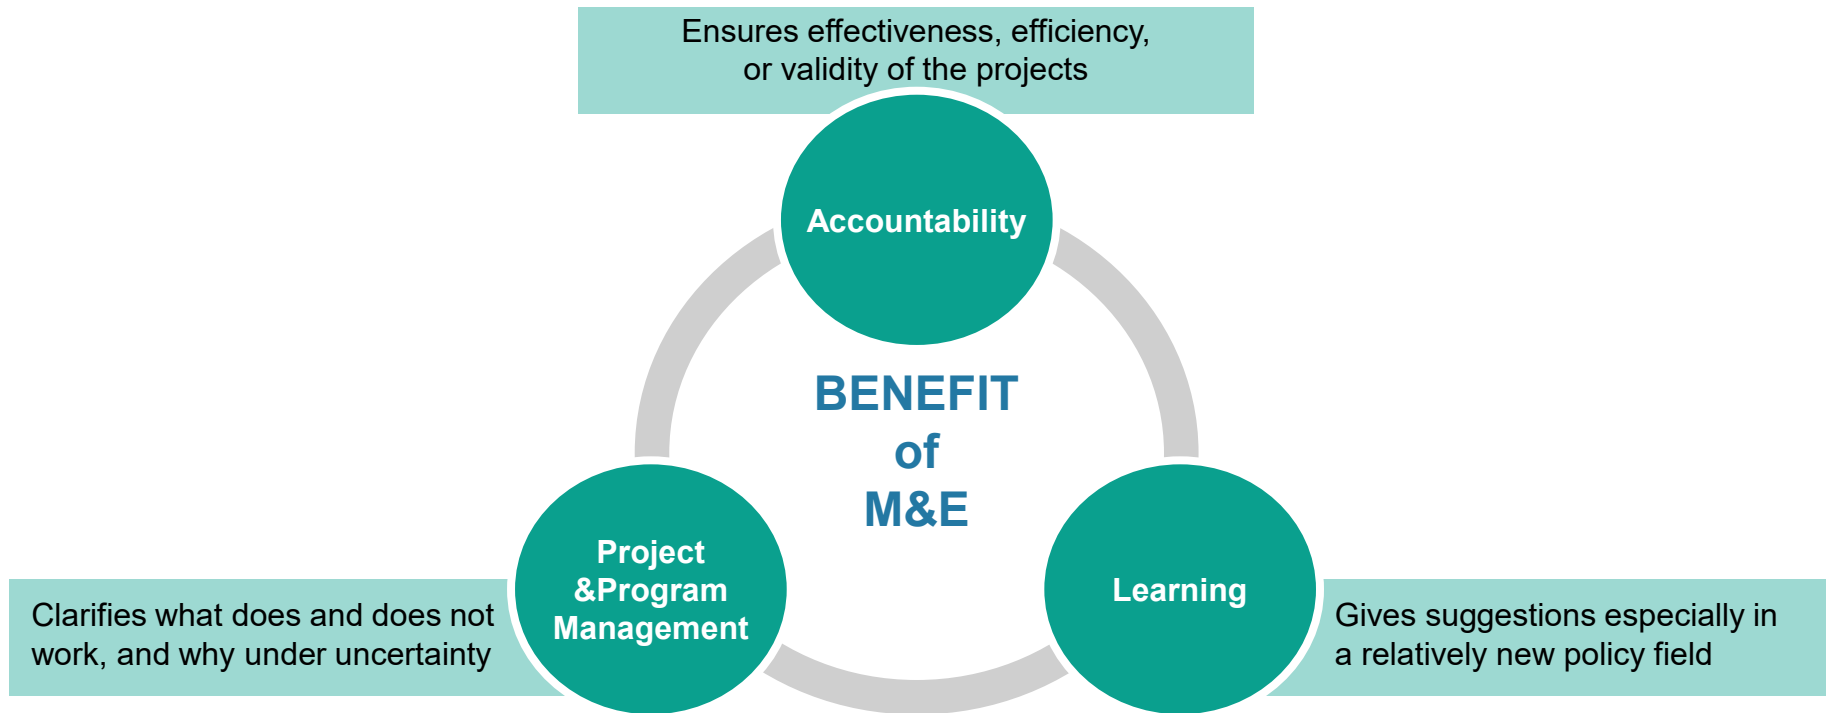 Ensures effectiveness, efficiency,
or validity of the projects
Accountability
BENEFIT
of
M&E
Project
&Program
Management
Learning
Clarifies what does and does not
work, and why under uncertainty
Gives suggestions especially in
a relatively new policy field